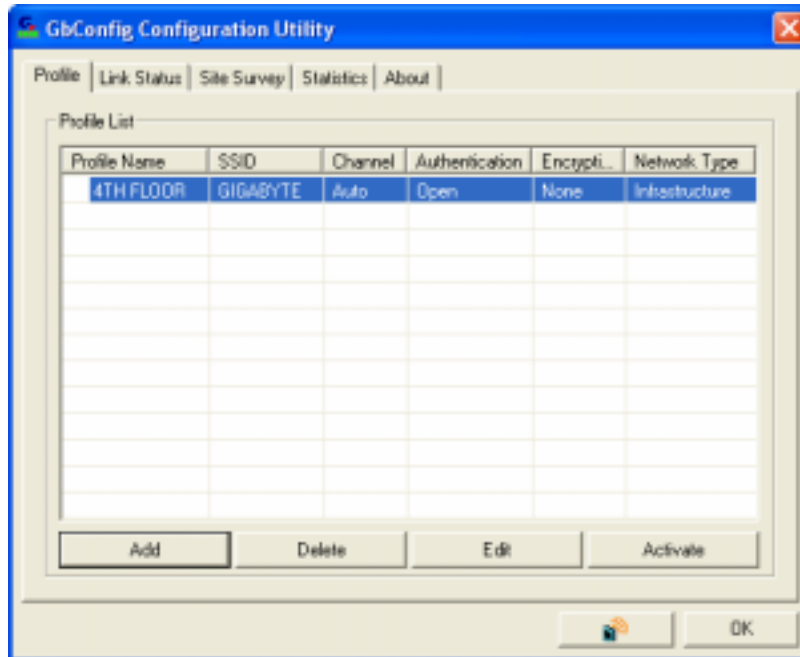 GbConfig Configuration Utility
Profile Link Status Site Survey Statistics About
Profile List
Profile Name SSID Channel Authentication Encrypti... Network Type
4TH FLOOR GIGABYTE Auto Open None Infrastructure
Add Delete Edit Activate
OK